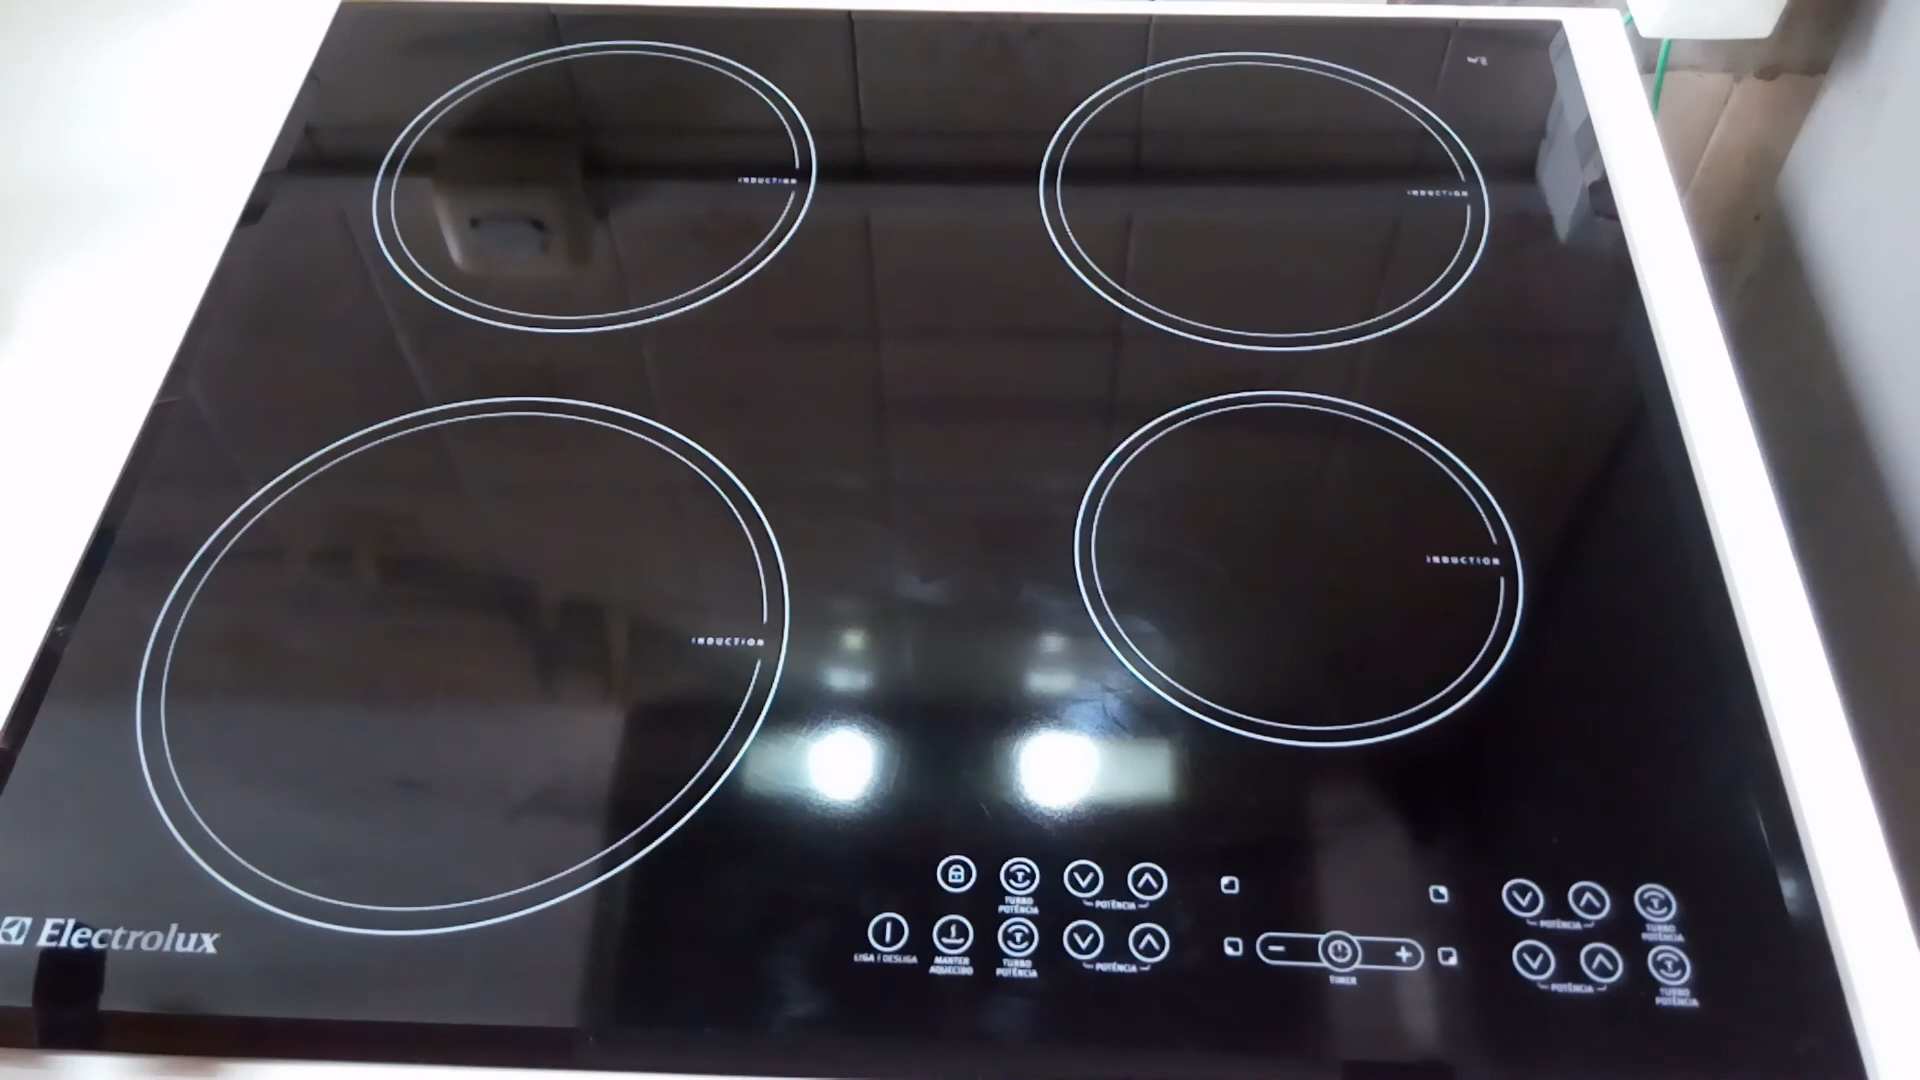 INDUCTION
INDUCTION
INDUCTION
INDUCTION
TURBO
POTÊNCIA
POTÊNCIA
POTÊNCIA
TURBO
POTÊNCIA
Electrolux
LIGA / DESLIGA
MANTER
AQUECIDO
TURBO
POTÊNCIA
POTÊNCIA
TIMER
POTÊNCIA
TURBO
POTÊNCIA